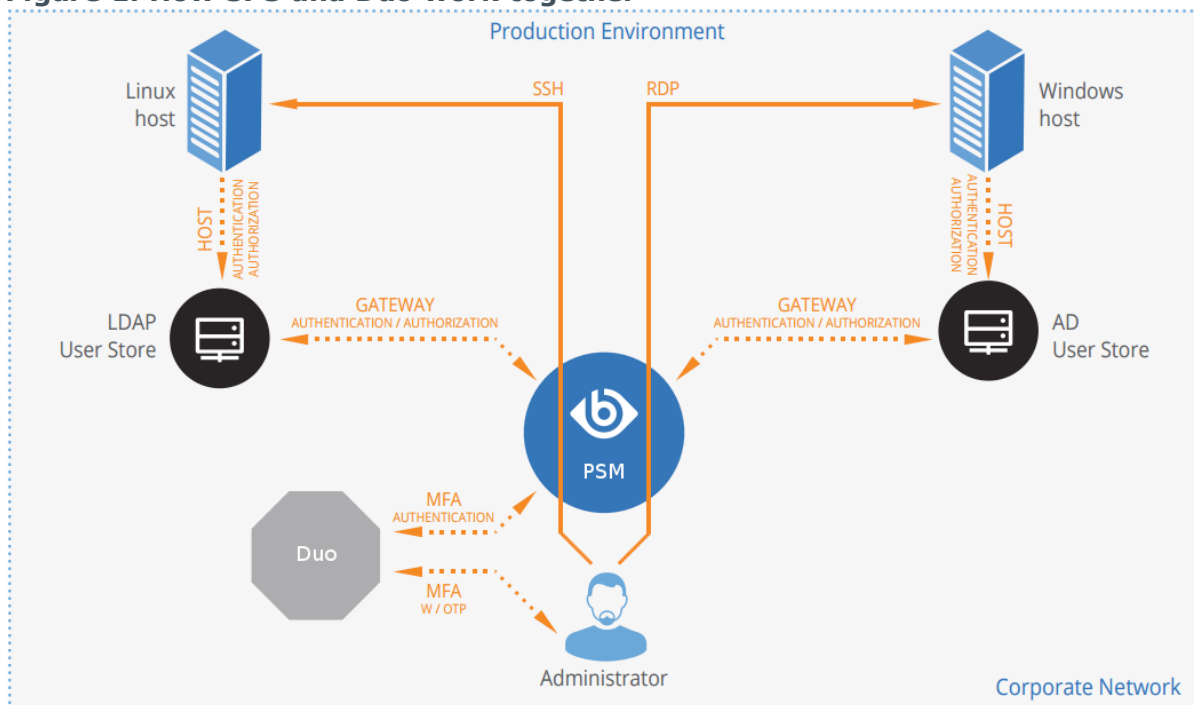 Production Environment
SSH
RDP
Linux
host
Windows
host
HOST
AUTHENTICATION
AUTHORIZATION
HOST
AUTHENTICATION
AUTHORIZATION
LDAP
User Store
GATEWAY
AUTHENTICATION / AUTHORIZATION
GATEWAY
AUTHENTICATION / AUTHORIZATION
AD
User Store
PSM
MFA
AUTHENTICATION
Duo
MFA
W / OTP
Administrator
Corporate Network